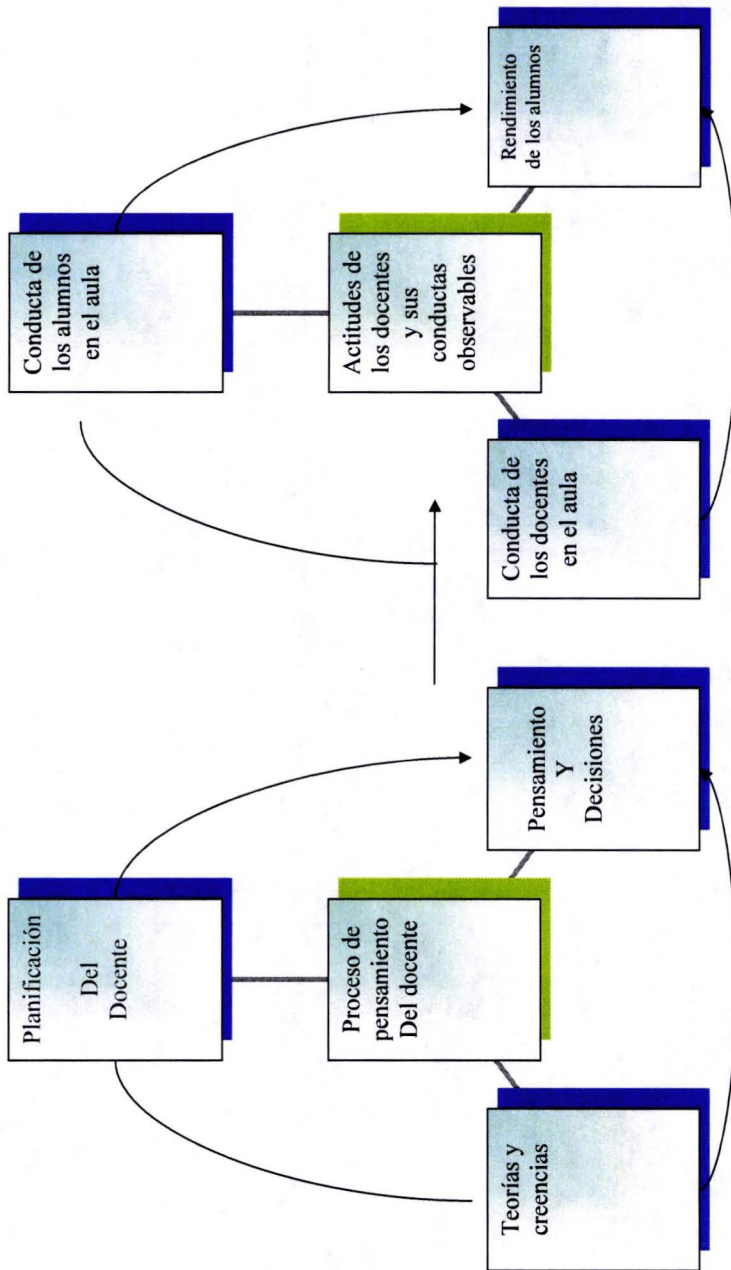 Planificación
Del
Docente
Proceso de
pensamiento
Del docente
Teorías y
creencias
Pensamiento
Y
Decisiones
Conducta de
los alumnos
en el aula
Actitudes de
los docentes
y sus
conductas
observables
Conducta de
los docentes
en el aula
Rendimiento
de los alumnos